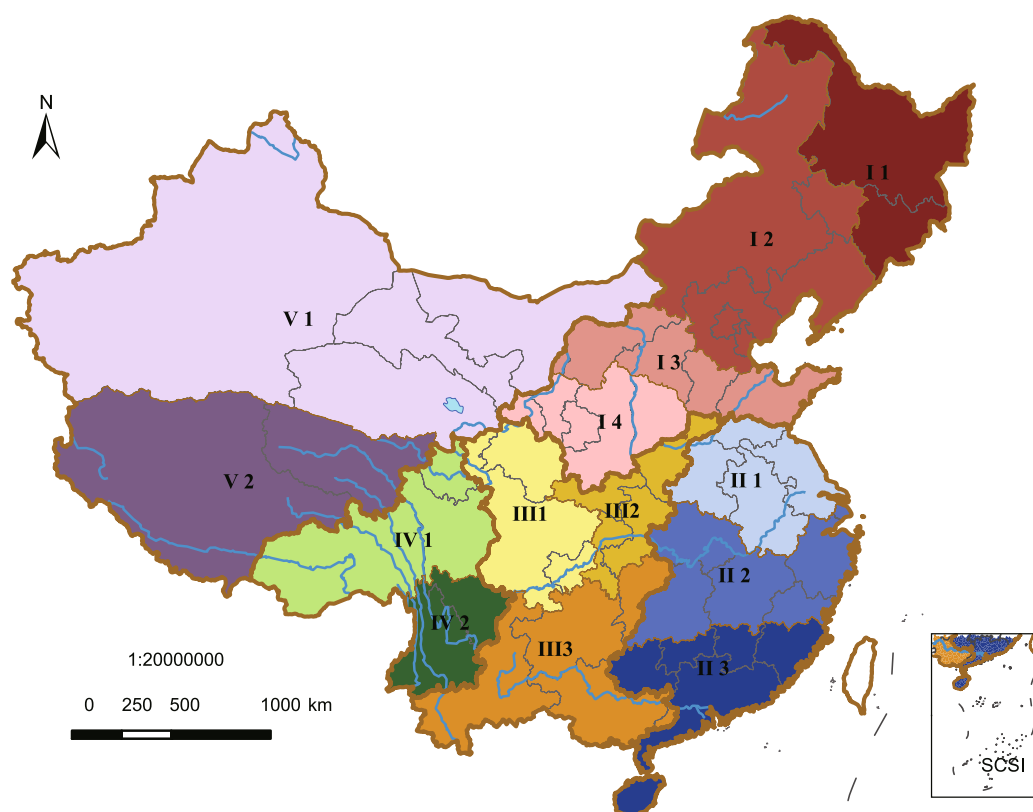 N
I 1
I 2
V 1
I 3
I 4
V 2
II 1
III1
III2
IV 1
II 2
IV 2
III3
II 3
1:20000000
0 250 500 1000 km
SCSI